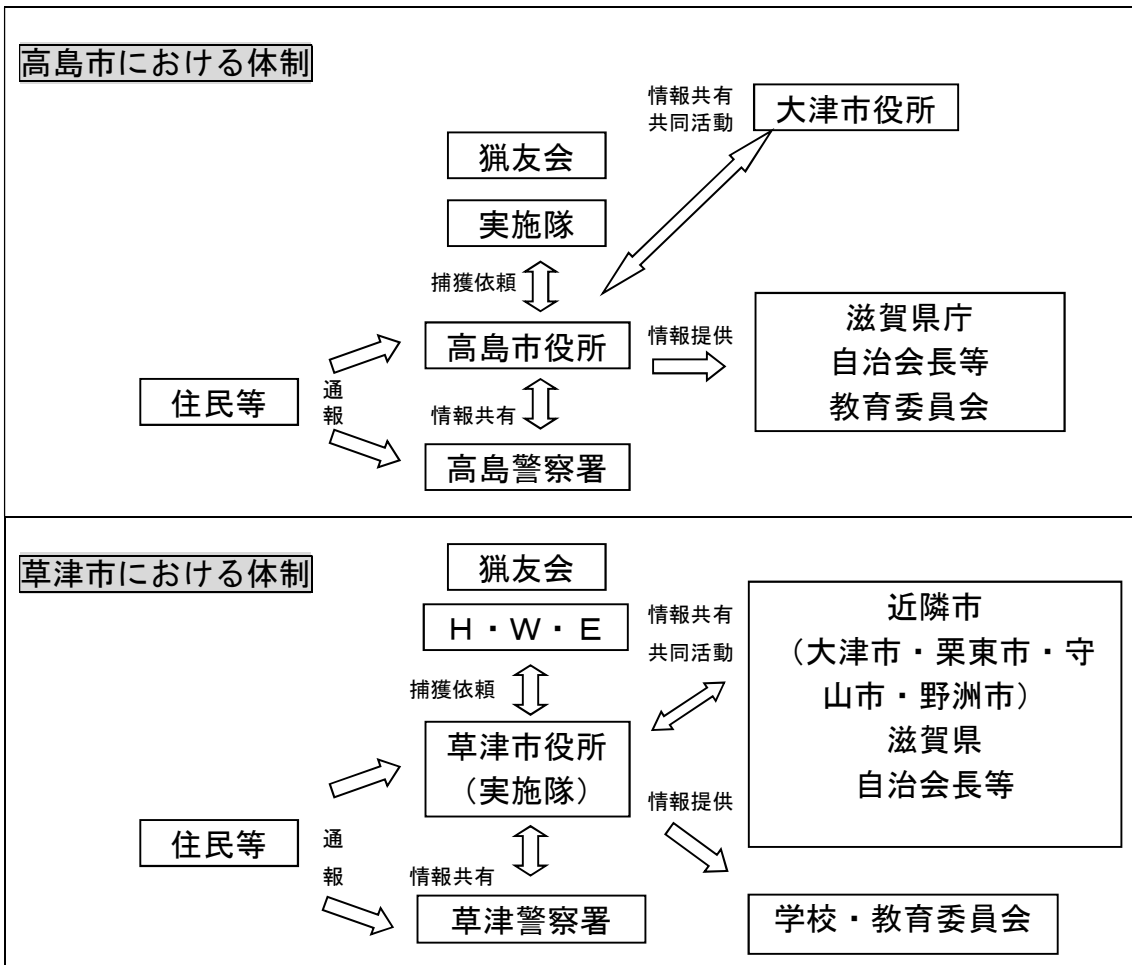 高島市における体制
情報共有
共同活動
大津市役所
猟友会
実施隊
捕獲依頼
高島市役所
情報提供
滋賀県庁
自治会長等
教育委員会
住民等
通
報
情報共有
高島警察署
草津市における体制
猟友会
Ｈ・Ｗ・Ｅ
情報共有
共同活動
近隣市
（大津市・栗東市・守
山市・野洲市）
滋賀県
自治会長等
捕獲依頼
草津市役所
（実施隊）
情報提供
住民等
通
報
情報共有
草津警察署
学校・教育委員会